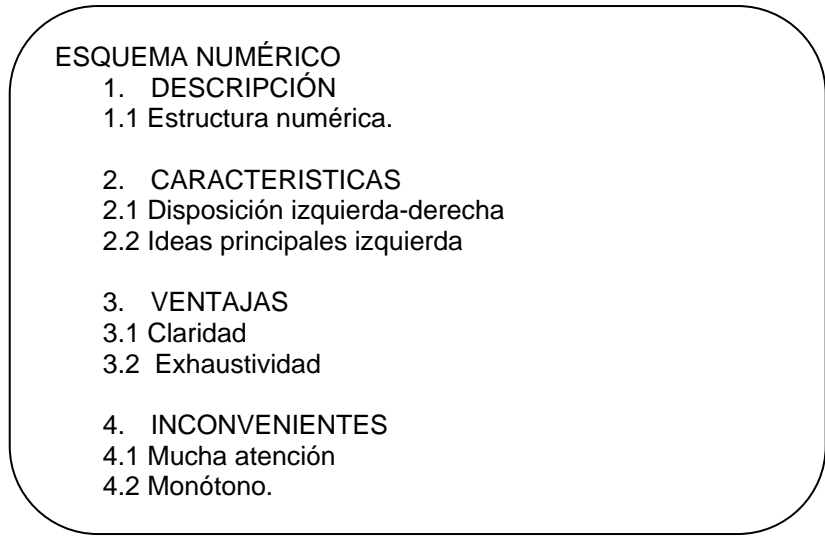 ESQUEMA NUMÉRICO
1. DESCRIPCIÓN
1.1 Estructura numérica.
2. CARACTERISTICAS
2.1 Disposición izquierda-derecha
2.2 Ideas principales izquierda
3. VENTAJAS
3.1 Claridad
3.2 Exhaustividad
4. INCONVENIENTES
4.1 Mucha atención
4.2 Monótono.